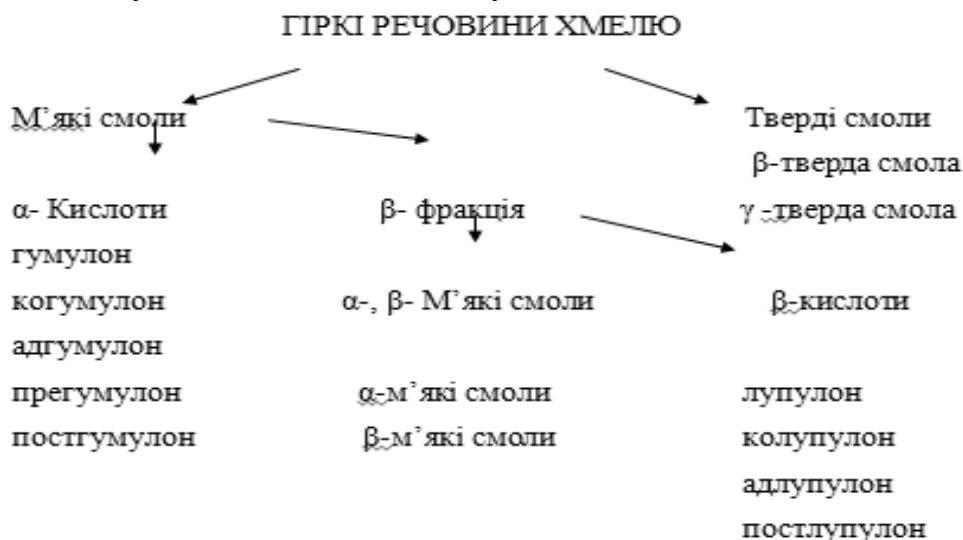 ГІРКІ РЕЧОВИНИ ХМЕЛЮ
М’які смоли Тверді смоли
β-тверда смола
α- Кислоти β- фракція γ -тверда смола
гумулон
когумулон α-, β- М’які смоли β-кислоти
адгумулон
прегумулон α-м’які смоли лупулон
постгумулон β-м’які смоли колупулон
адлупулон
постлупулон